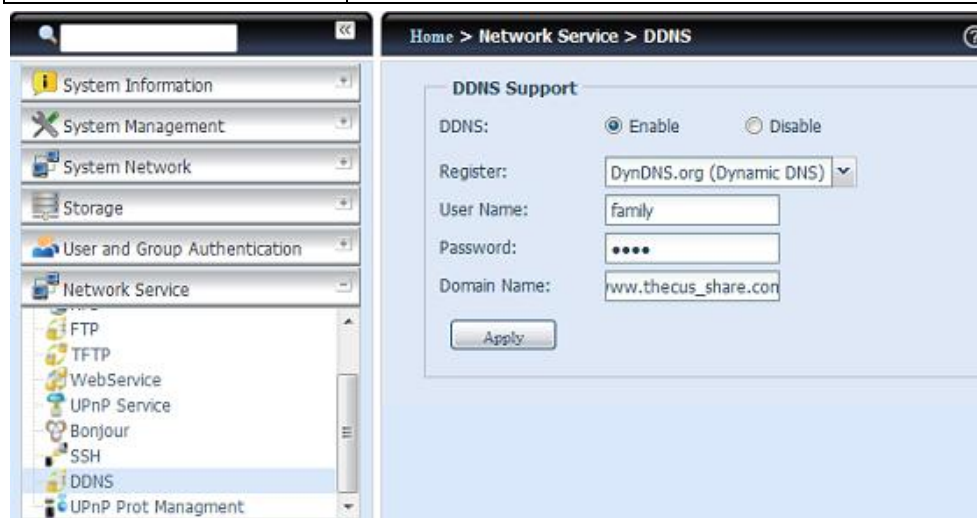 Home > Network Service > DDNS
System Information
System Management
System Network
Storage
User and Group Authentication
Network Service
FTP
TFTP
WebService
UPnP Service
Bonjour
SSH
DDNS
UPnP Prot Managment
DDNS Support
DDNS: Enable Disable
Register: DynDNS.org (Dynamic DNS)
User Name: family
Password: ••••
Domain Name: www.thecus_share.con
Apply